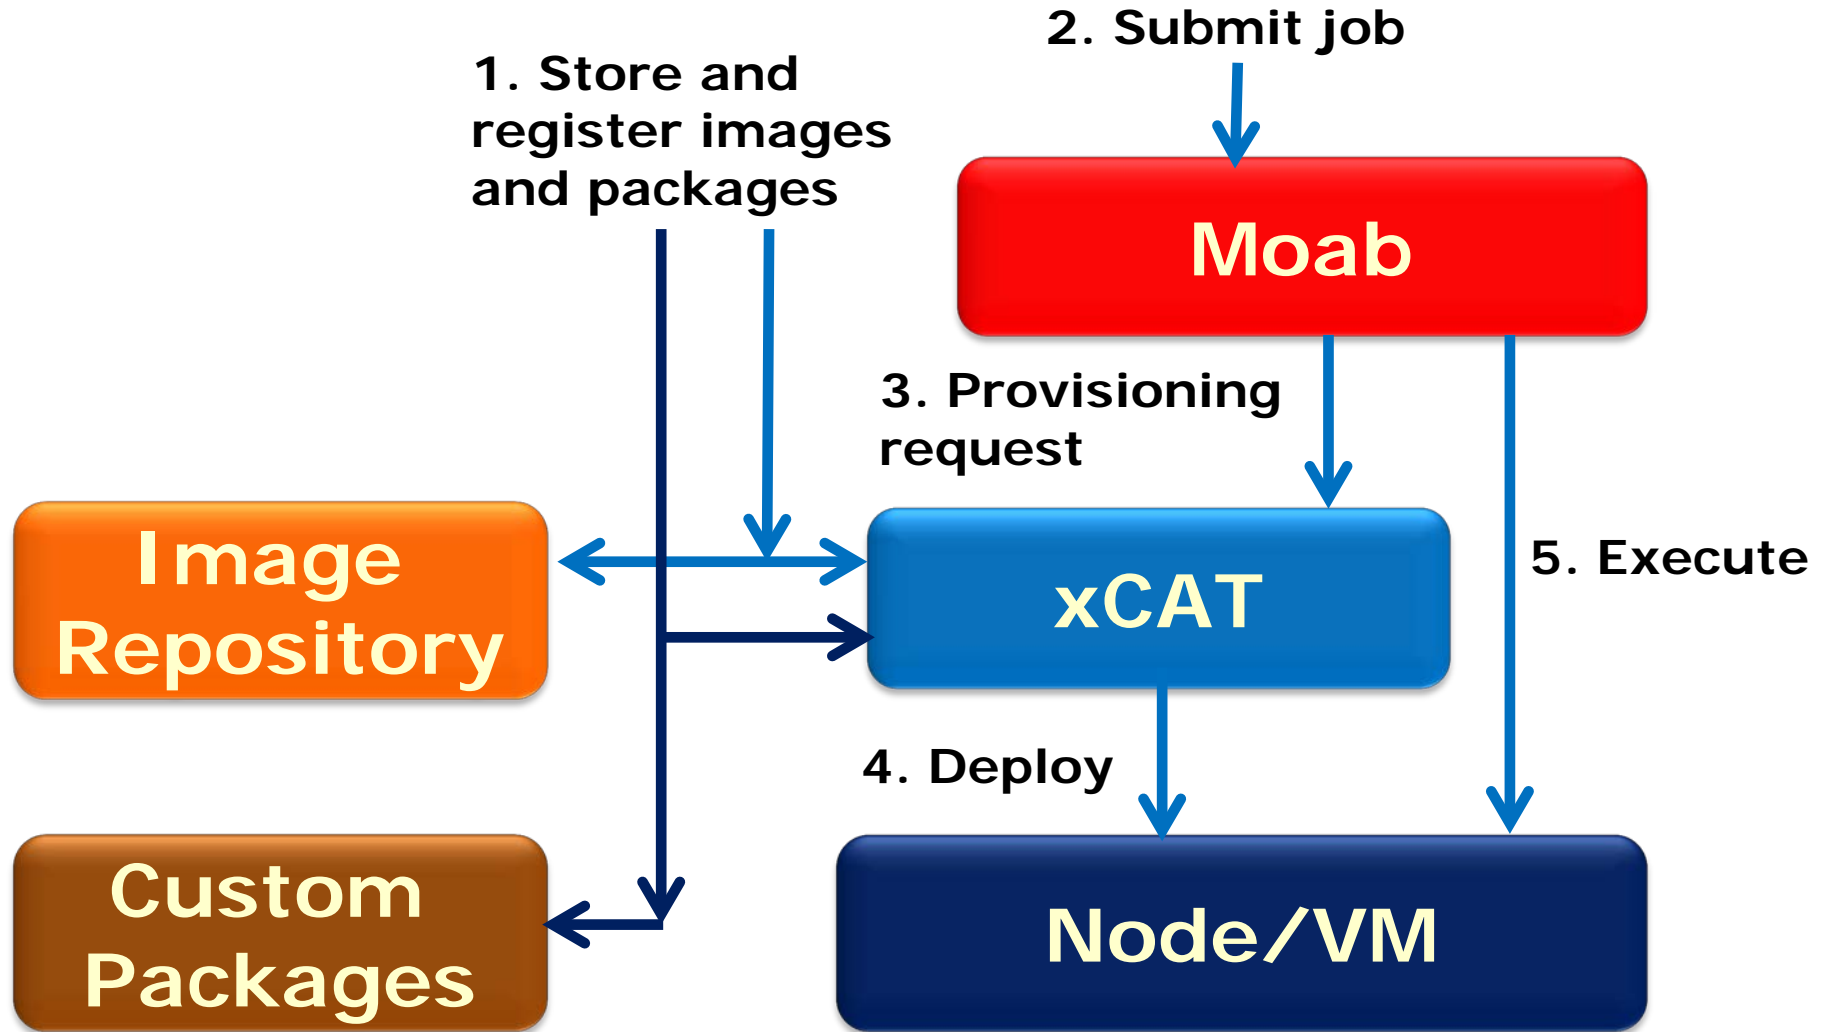 2. Submit job
1. Store and
register images
and packages
Moab
3. Provisioning
request
Image
Repository
xCAT
5. Execute
4. Deploy
Custom
Packages
Node/VM